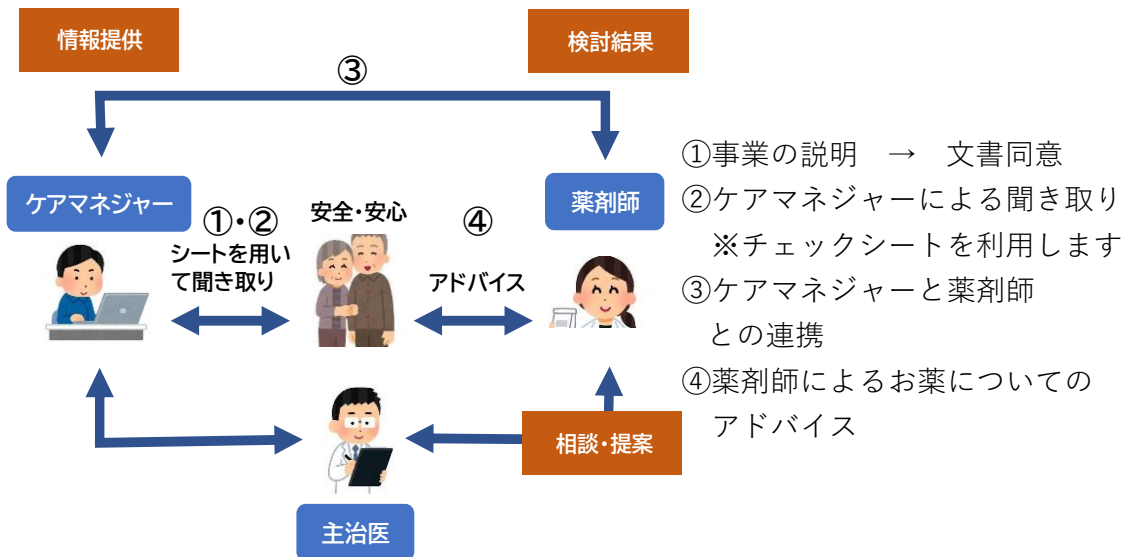 情報提供
検討結果
③
ケアマネジャー
薬剤師
①・②
シートを用い
て聞き取り
安全・安心
④
アドバイス
相談・提案
主治医
①事業の説明　→　文書同意
②ケアマネジャーによる聞き取り
※チェックシートを利用します
③ケアマネジャーと薬剤師
との連携
④薬剤師によるお薬についての
アドバイス